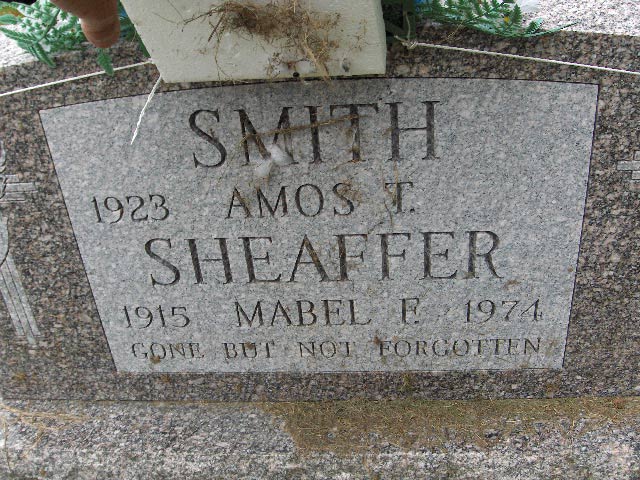 SMITH
1923 AMOS T.
SHEAFFER
1915 MABEL F. 1974
GONE BUT NOT FORGOTTEN